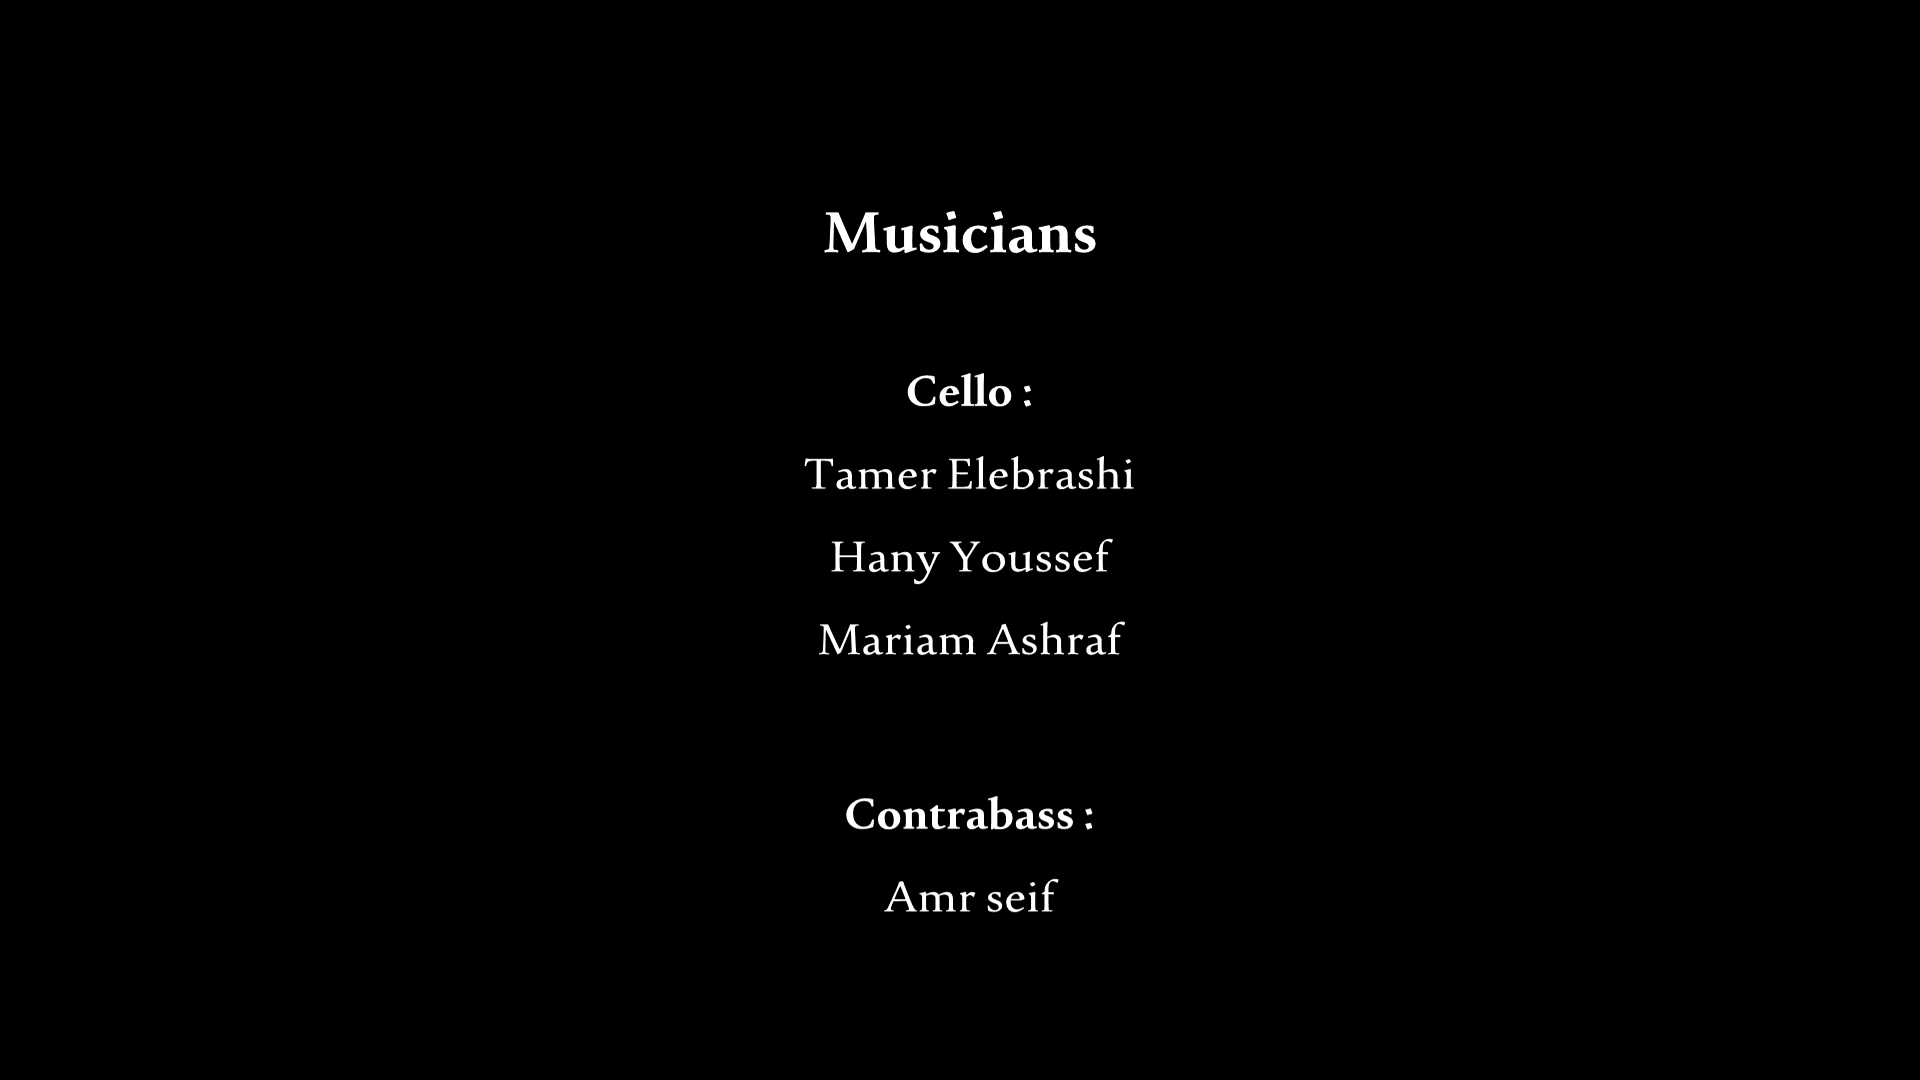 Musicians
Cello :
Tamer Elebrashi
Hany Youssef
Mariam Ashraf
Contrabass :
Amr seif